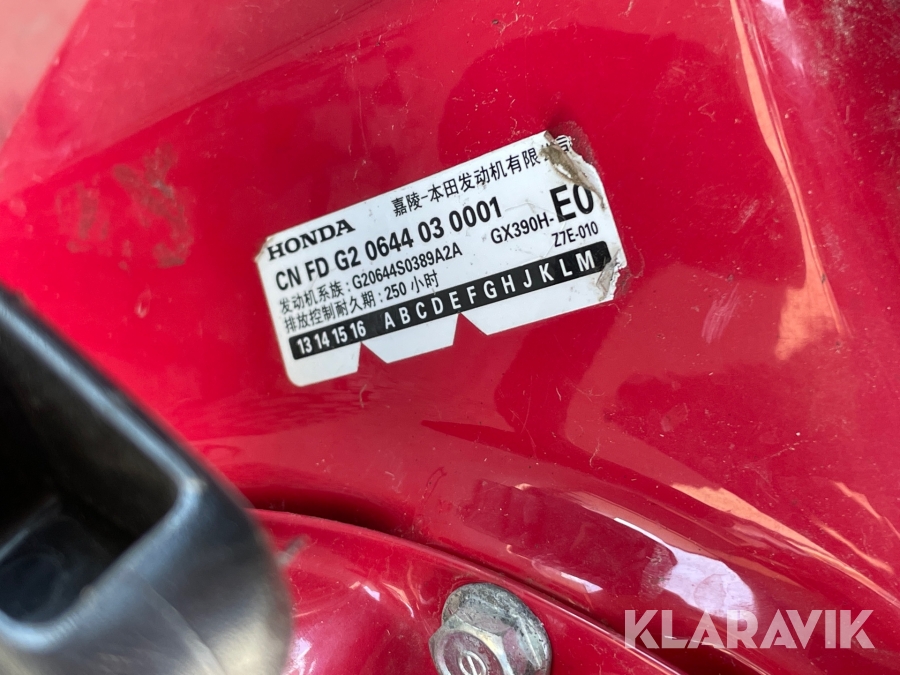 HONDA 嘉陵-本田发动机有限公司
CN FD G2 0644 03 0001 GX390H- E0
发动机系族：G20644S0389A2A Z7E-010
排放控制耐久期：250 小时
13 14 15 16 A B C D E F G H J K L M
KLARAVIK